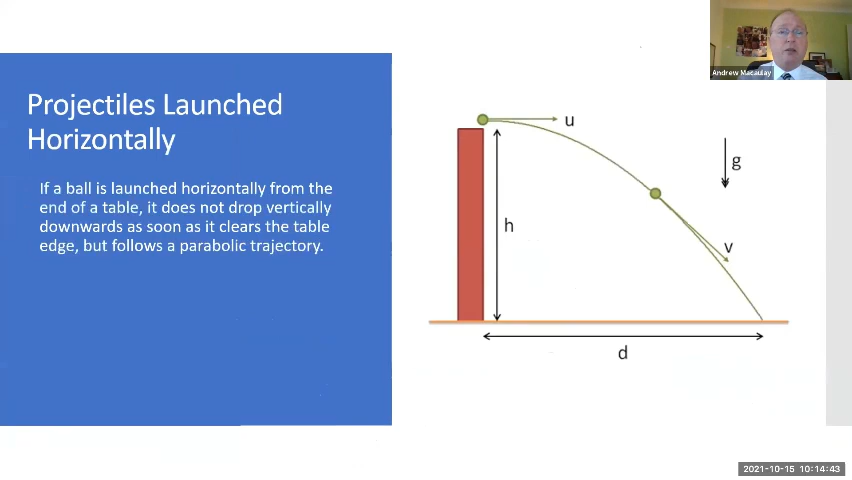 Andrew Macaulay
Projectiles Launched
Horizontally
If a ball is launched horizontally from the
end of a table, it does not drop vertically
downwards as soon as it clears the table
edge, but follows a parabolic trajectory.
u
g
h
v
d
2021-10-15 10:14:43